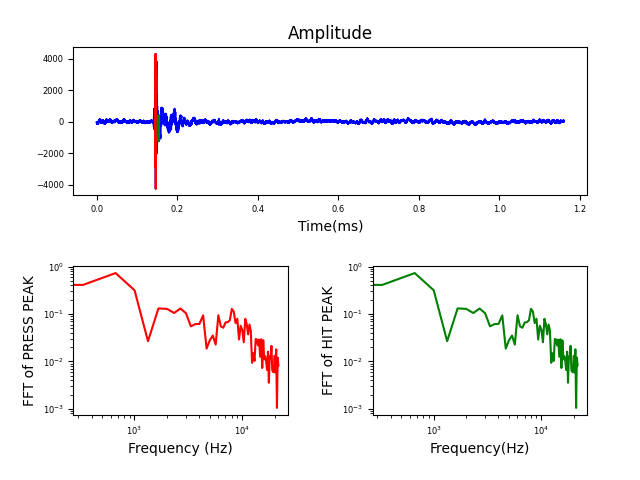 Amplitude
4000
2000
0
−2000
−4000
0.0 0.2 0.4 0.6 0.8 1.0 1.2
Time(ms)
FFT of PRESS PEAK
10⁰
10⁻¹
10⁻²
10⁻³
10³ 10⁴
Frequency (Hz)
FFT of HIT PEAK
10⁰
10⁻¹
10⁻²
10⁻³
10³ 10⁴
Frequency(Hz)